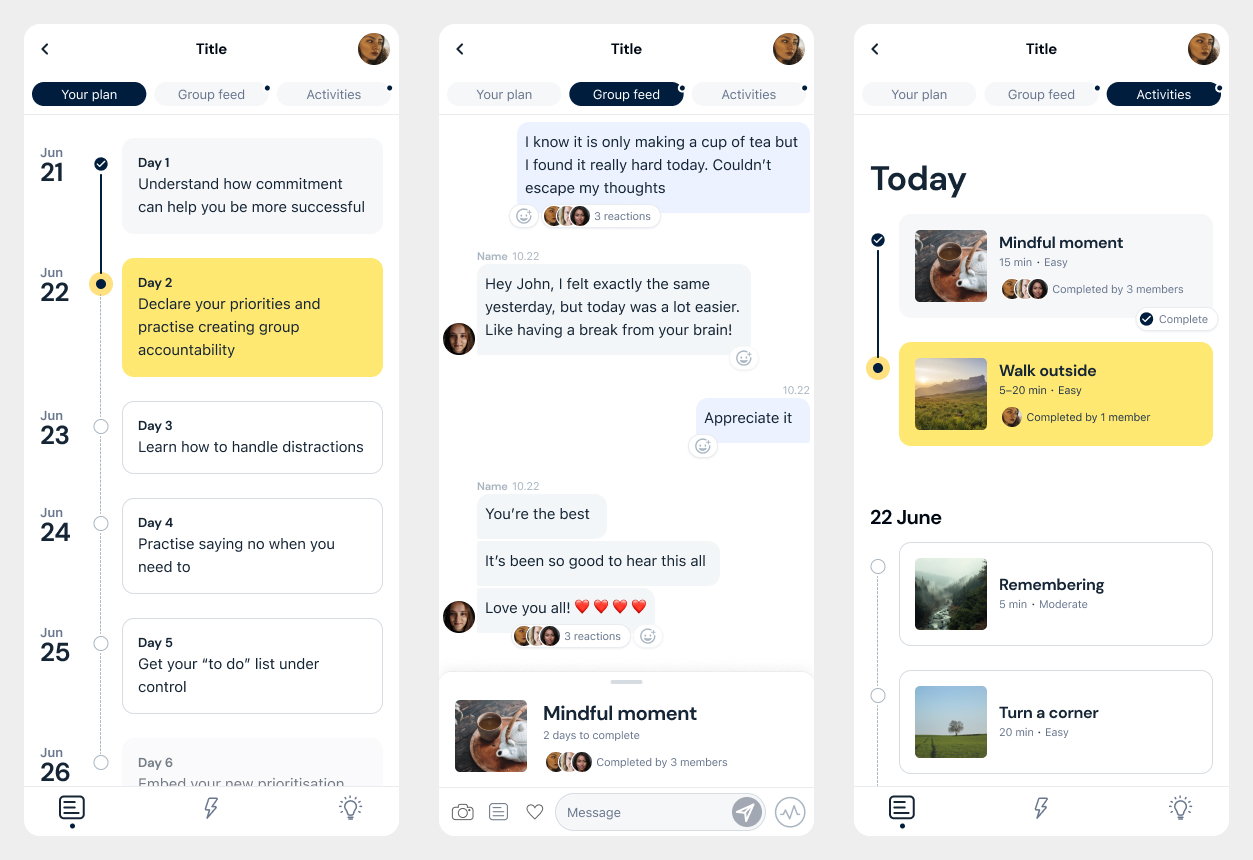 Title
Your plan
Group feed
Activities
Jun
21
Day 1
Understand how commitment
can help you be more successful
Jun
22
Day 2
Declare your priorities and
practise creating group
accountability
Jun
23
Day 3
Learn how to handle distractions
Jun
24
Day 4
Practise saying no when you
need to
Jun
25
Day 5
Get your “to do” list under
control
Jun
26
Day 6
Embed your new prioritisation
Title
Your plan
Group feed
Activities
I know it is only making a cup of tea but
I found it really hard today. Couldn’t
escape my thoughts
3 reactions
Name 10.22
Hey John, I felt exactly the same
yesterday, but today was a lot easier.
Like having a break from your brain!
10.22
Appreciate it
Name 10.22
You’re the best
It’s been so good to hear this all
Love you all! ❤️❤️❤️❤️
3 reactions
Mindful moment
2 days to complete
Completed by 3 members
Message
Title
Your plan
Group feed
Activities
Today
Mindful moment
15 min · Easy
Completed by 3 members
Complete
Walk outside
5–20 min · Easy
Completed by 1 member
22 June
Remembering
5 min · Moderate
Turn a corner
20 min · Easy